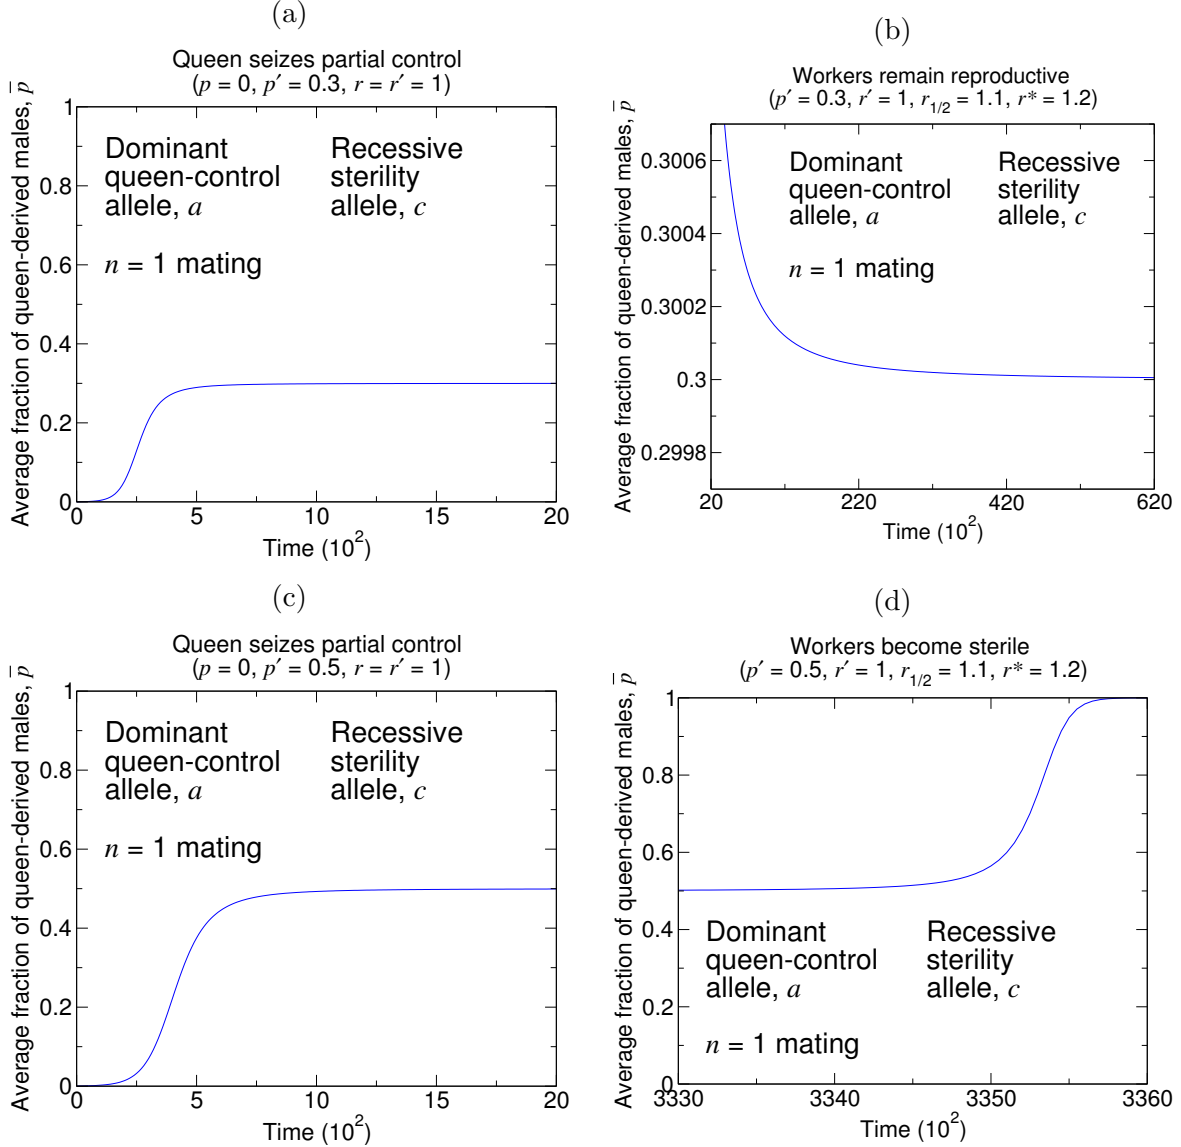 (a)
Queen seizes partial control
(p = 0, p′ = 0.3, r = r′ = 1)
Average fraction of queen-derived males, p̅
1
0.8
0.6
0.4
0.2
0
Dominant
queen-control
allele, a
Recessive
sterility
allele, c
n = 1 mating
0 5 10 15 20
Time (10²)
(b)
Workers remain reproductive
(p′ = 0.3, r′ = 1, r₁/₂ = 1.1, r* = 1.2)
Average fraction of queen-derived males, p̅
0.3006
0.3004
0.3002
0.3
0.2998
Dominant
queen-control
allele, a
Recessive
sterility
allele, c
n = 1 mating
20 220 420 620
Time (10²)
(c)
Queen seizes partial control
(p = 0, p′ = 0.5, r = r′ = 1)
Average fraction of queen-derived males, p̅
1
0.8
0.6
0.4
0.2
0
Dominant
queen-control
allele, a
Recessive
sterility
allele, c
n = 1 mating
0 5 10 15 20
Time (10²)
(d)
Workers become sterile
(p′ = 0.5, r′ = 1, r₁/₂ = 1.1, r* = 1.2)
Average fraction of queen-derived males, p̅
1
0.8
0.6
0.4
0.2
0
Dominant
queen-control
allele, a
Recessive
sterility
allele, c
n = 1 mating
3330 3340 3350 3360
Time (10²)